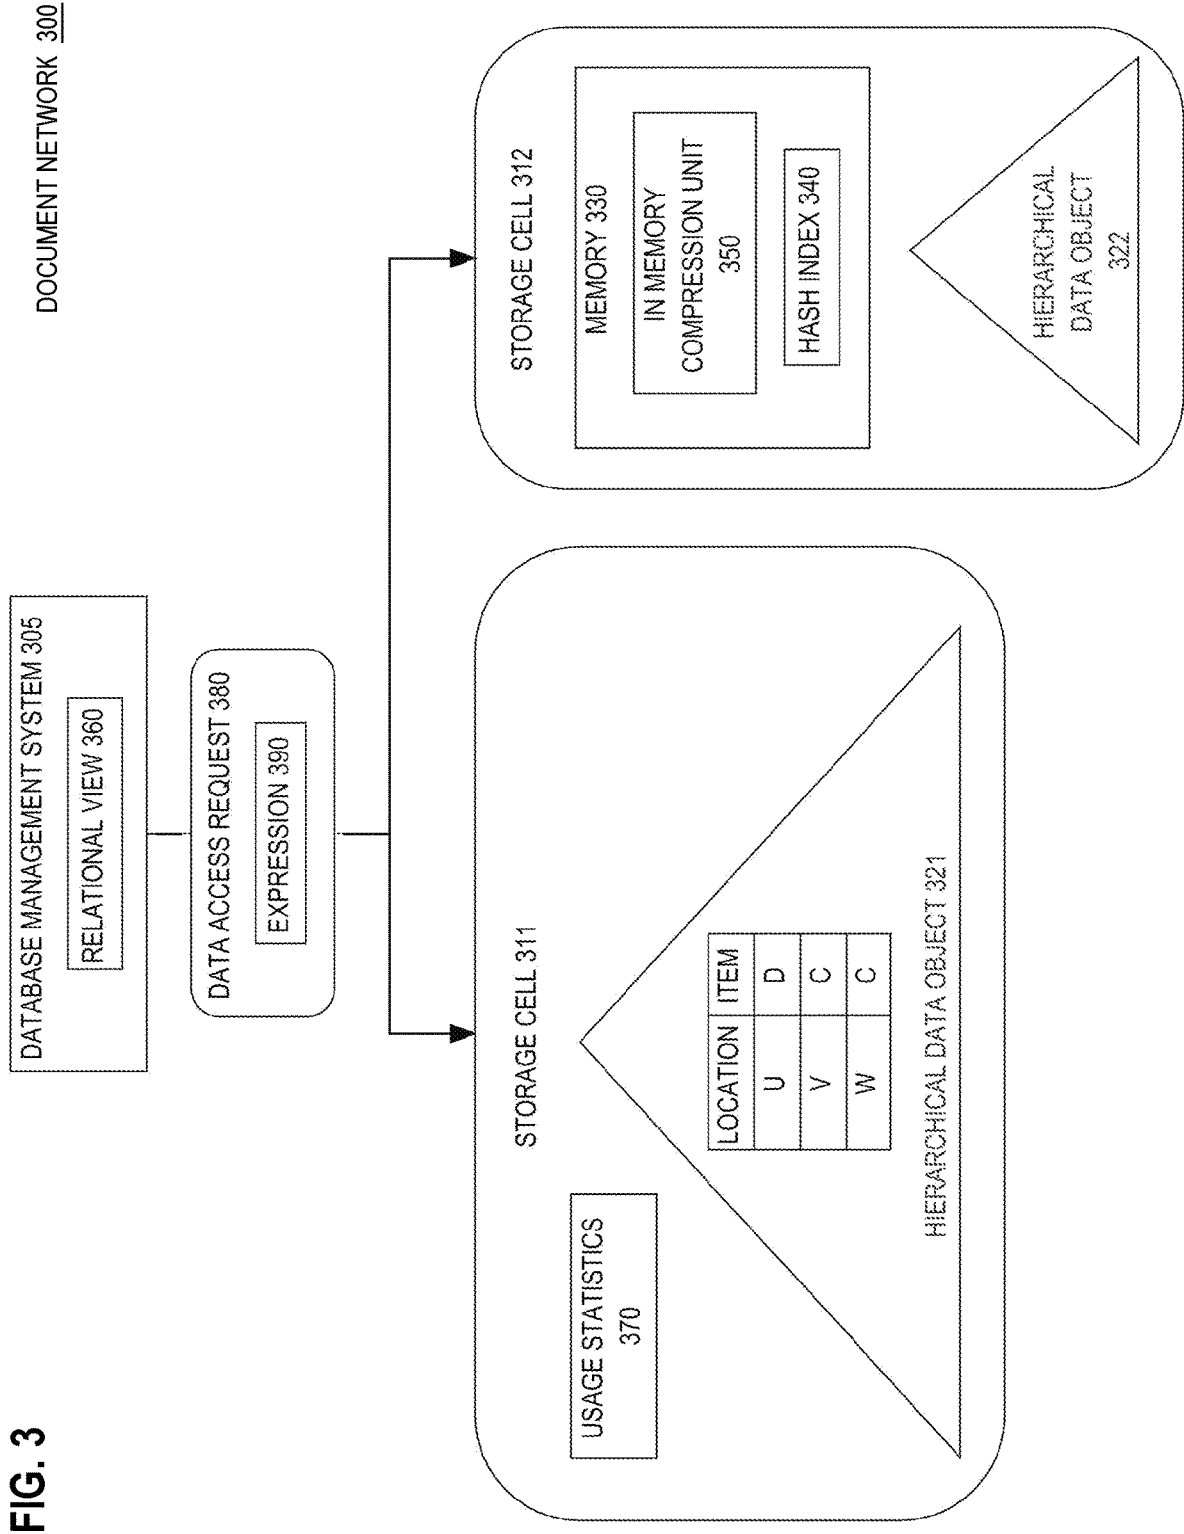 FIG. 3
DOCUMENT NETWORK 300
DATABASE MANAGEMENT SYSTEM 305
RELATIONAL VIEW 360
DATA ACCESS REQUEST 380
EXPRESSION 390
STORAGE CELL 311
USAGE STATISTICS
370
LOCATION ITEM
U D
V C
W C
HIERARCHICAL DATA OBJECT 321
STORAGE CELL 312
MEMORY 330
IN MEMORY
COMPRESSION UNIT
350
HASH INDEX 340
HIERARCHICAL
DATA OBJECT
322